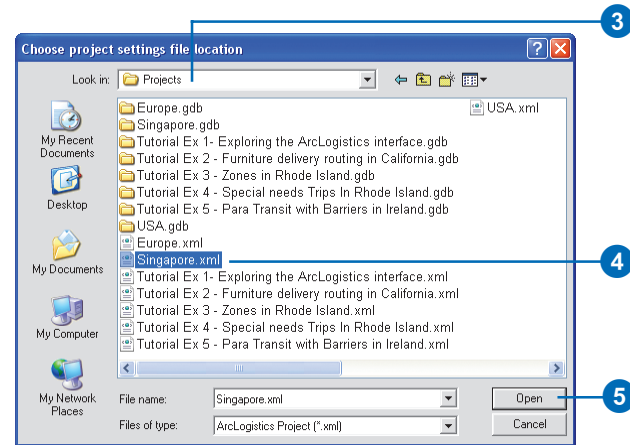 3
Choose project settings file location
Look in:
Projects
My Recent
Documents
Desktop
My Documents
My Computer
My Network
Places
Europe.gdb
Singapore.gdb
Tutorial Ex 1- Exploring the ArcLogistics interface.gdb
Tutorial Ex 2 - Furniture delivery routing in California.gdb
Tutorial Ex 3 - Zones in Rhode Island.gdb
Tutorial Ex 4 - Special needs Trips In Rhode Island.gdb
Tutorial Ex 5 - Para Transit with Barriers in Ireland.gdb
USA.gdb
Europe.xml
Singapore.xml
4
Tutorial Ex 1- Exploring the ArcLogistics interface.xml
Tutorial Ex 2 - Furniture delivery routing in California.xml
Tutorial Ex 3 - Zones in Rhode Island.xml
Tutorial Ex 4 - Special needs Trips In Rhode Island.xml
Tutorial Ex 5 - Para Transit with Barriers in Ireland.xml
USA.xml
File name:
Singapore.xml
Open
5
Files of type:
ArcLogistics Project (*.xml)
Cancel